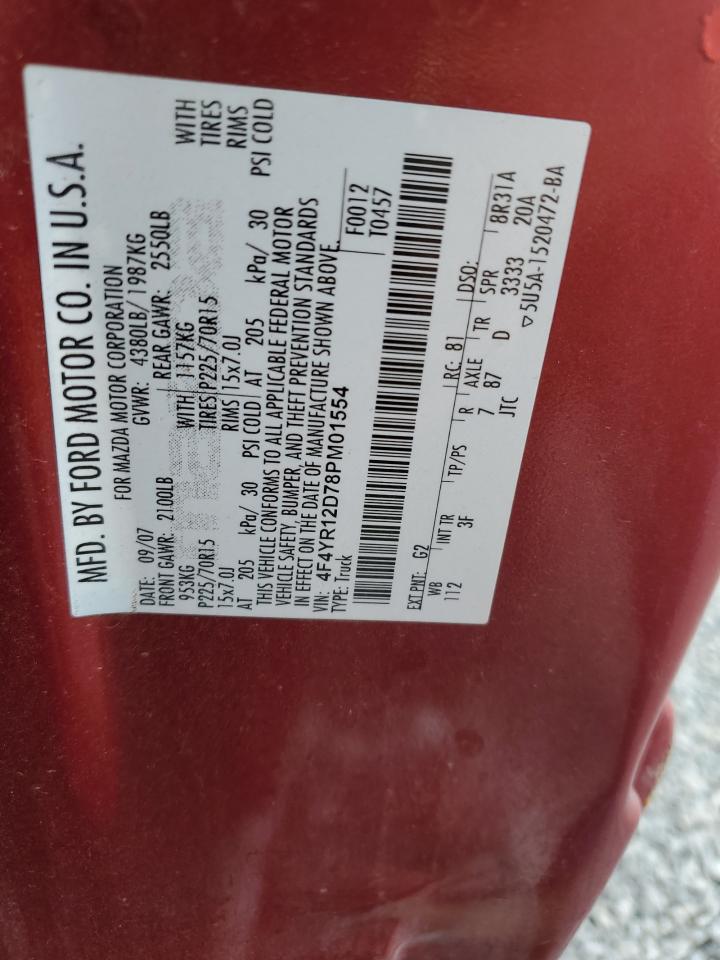 MFD. BY FORD MOTOR CO. IN U.S.A.
FOR MAZDA MOTOR CORPORATION
DATE: 09/07 GVWR: 4380LB/1987KG
FRONT GAWR: 2100LB REAR GAWR: 2550LB
953KG WITH 1157KG WITH
P225/70R15 TIRES P225/70R15 TIRES
15x7.0J RIMS 15x7.0J RIMS
AT 205 kPa/ 30 PSI COLD AT 205 kPa/ 30 PSI COLD
THIS VEHICLE CONFORMS TO ALL APPLICABLE FEDERAL MOTOR
VEHICLE SAFETY, BUMPER, AND THEFT PREVENTION STANDARDS
IN EFFECT ON THE DATE OF MANUFACTURE SHOWN ABOVE.
VIN: 4F4YR12D78PM01554 F0012
TYPE: Truck T0457
EXT PNT: G2 RC: 81 DSO:
WB INT TR TP/PS R AXLE TR SPR 8R31A
112 3F 7 87 D 3333 20A
JTC ▽5U5A-1520472-BA